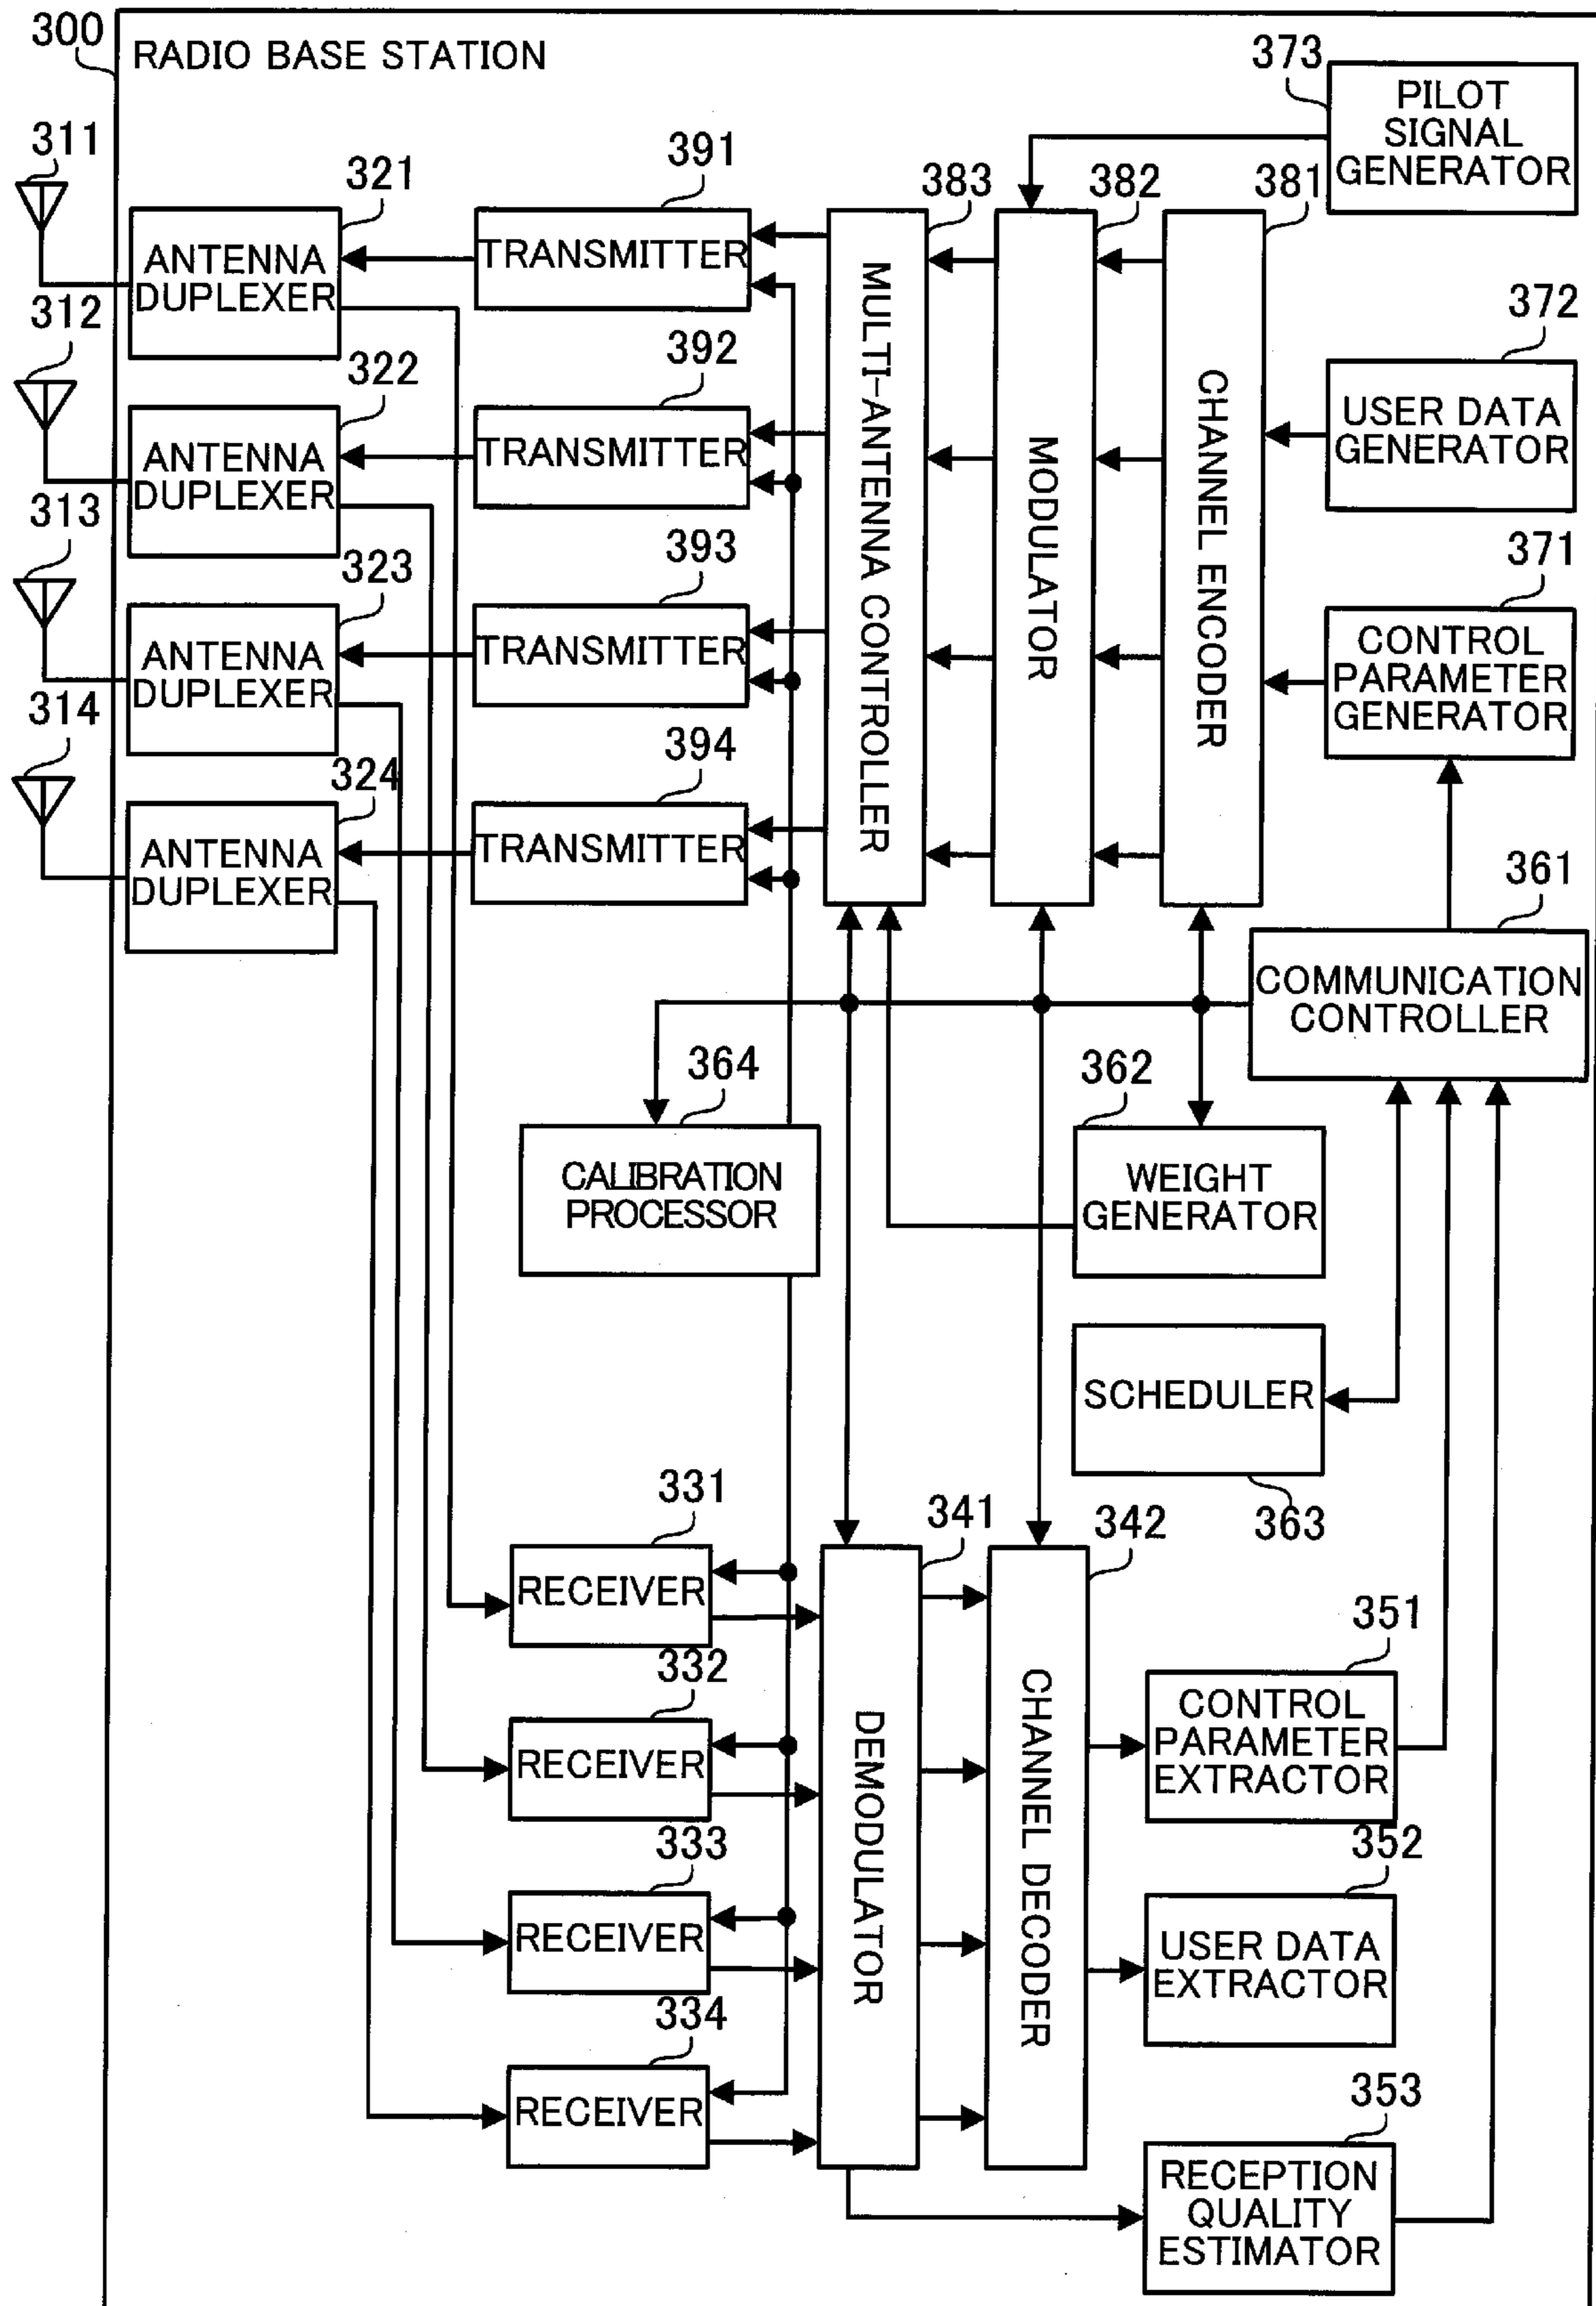 300
RADIO BASE STATION
373
PILOT
SIGNAL
GENERATOR
311
321
391
383
382
381
ANTENNA
DUPLEXER
TRANSMITTER
MULTI-ANTENNA CONTROLLER
MODULATOR
CHANNEL ENCODER
372
USER DATA
GENERATOR
312
322
392
ANTENNA
DUPLEXER
TRANSMITTER
313
323
393
371
ANTENNA
DUPLEXER
TRANSMITTER
CONTROL
PARAMETER
GENERATOR
314
324
394
ANTENNA
DUPLEXER
TRANSMITTER
361
COMMUNICATION
CONTROLLER
364
CALIBRATION
PROCESSOR
362
WEIGHT
GENERATOR
SCHEDULER
363
331
RECEIVER
341
342
DEMODULATOR
CHANNEL DECODER
332
RECEIVER
351
CONTROL
PARAMETER
EXTRACTOR
333
RECEIVER
352
USER DATA
EXTRACTOR
334
RECEIVER
353
RECEPTION
QUALITY
ESTIMATOR